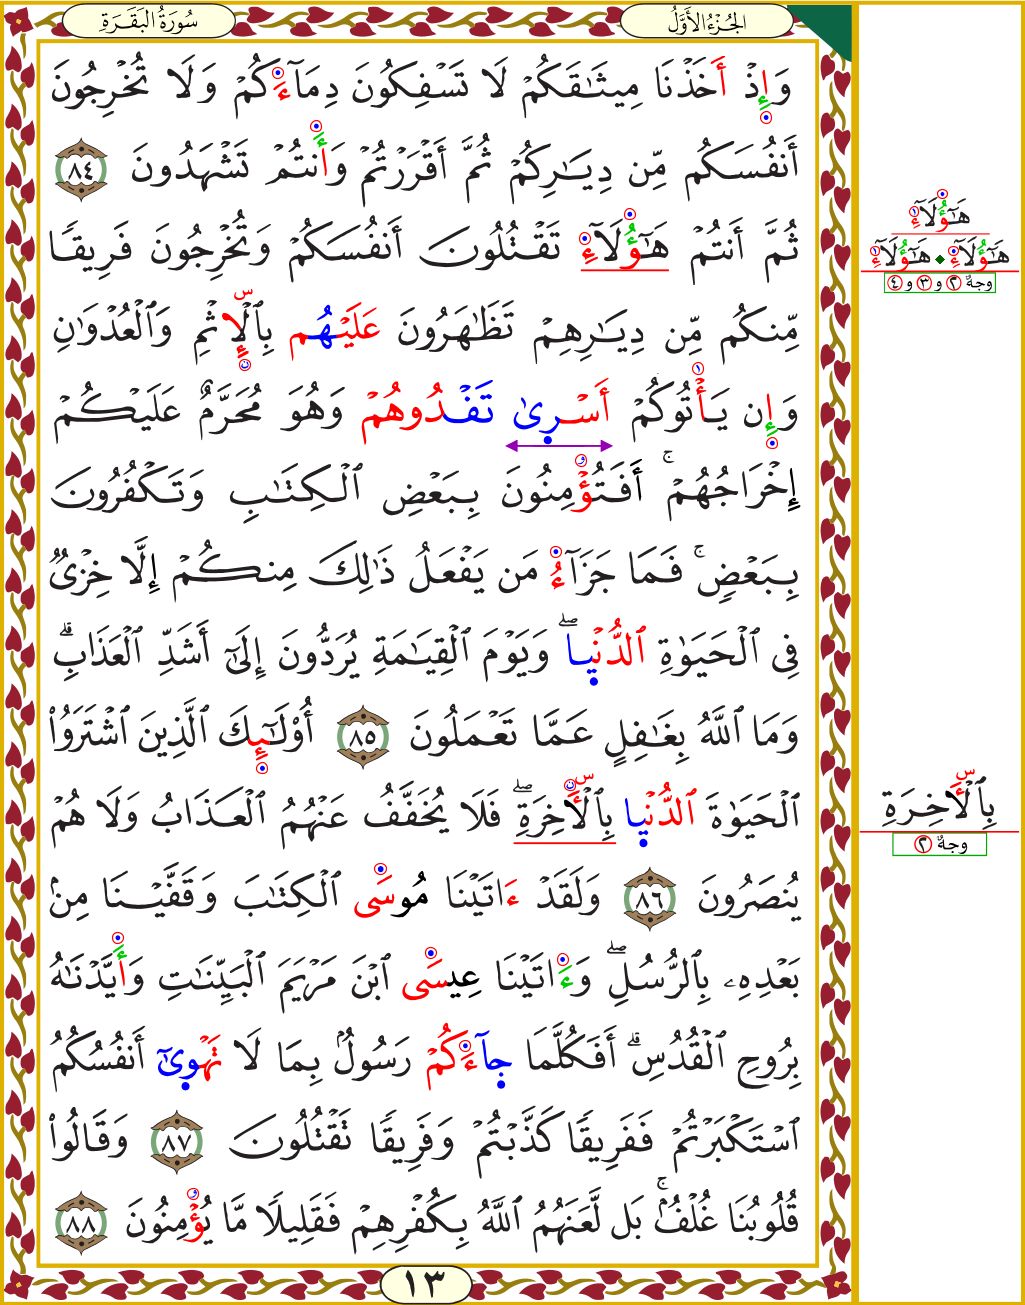 الجُزْءُ الأَوَّلُ
سُورَةُ البَقَرَةِ
وَإِذْ أَخَذْنَا مِيثَٰقَكُمْ لَا تَسْفِكُونَ دِمَآءَكُمْ وَلَا تُخْرِجُونَ
أَنفُسَكُم مِّن دِيَٰرِكُمْ ثُمَّ أَقْرَرْتُمْ وَأَنتُمْ تَشْهَدُونَ ٨٤
ثُمَّ أَنتُمْ هَٰٓؤُلَآءِ تَقْتُلُونَ أَنفُسَكُمْ وَتُخْرِجُونَ فَرِيقًا
مِّنكُم مِّن دِيَٰرِهِمْ تَظَٰهَرُونَ عَلَيْهُم بِٱلْإِثْمِ وَٱلْعُدْوَٰنِ
وَإِن يَأْتُوكُمْ أَسْرِىٰ تَفْدُوهُمْ وَهُوَ مُحَرَّمٌ عَلَيْكُمْ
إِخْرَاجُهُمْ ۚ أَفَتُؤْمِنُونَ بِبَعْضِ ٱلْكِتَٰبِ وَتَكْفُرُونَ
بِبَعْضٍ ۚ فَمَا جَزَآءُ مَن يَفْعَلُ ذَٰلِكَ مِنكُمْ إِلَّا خِزْىٌ
فِى ٱلْحَيَوٰةِ ٱلدُّنْيِا ۖ وَيَوْمَ ٱلْقِيَٰمَةِ يُرَدُّونَ إِلَىٰٓ أَشَدِّ ٱلْعَذَابِ ۗ
وَمَا ٱللَّهُ بِغَٰفِلٍ عَمَّا تَعْمَلُونَ ٨٥ أُوْلَٰٓئِكَ ٱلَّذِينَ ٱشْتَرَوُا۟
ٱلْحَيَوٰةَ ٱلدُّنْيِا بِٱلْأَخِرَةِ ۖ فَلَا يُخَفَّفُ عَنْهُمُ ٱلْعَذَابُ وَلَا هُمْ
يُنصَرُونَ ٨٦ وَلَقَدْ ءَاتَيْنَا مُوسَى ٱلْكِتَٰبَ وَقَفَّيْنَا مِنۢ
بَعْدِهِۦ بِٱلرُّسُلِ ۖ وَءَاتَيْنَا عِيسَى ٱبْنَ مَرْيَمَ ٱلْبَيِّنَٰتِ وَأَيَّدْنَٰهُ
بِرُوحِ ٱلْقُدُسِ ۗ أَفَكُلَّمَا جِآءَكُمْ رَسُولٌۢ بِمَا لَا تَهْوِىٰٓ أَنفُسُكُمُ
ٱسْتَكْبَرْتُمْ فَفَرِيقًا كَذَّبْتُمْ وَفَرِيقًا تَقْتُلُونَ ٨٧ وَقَالُوا۟
قُلُوبُنَا غُلْفٌۢ ۚ بَل لَّعَنَهُمُ ٱللَّهُ بِكُفْرِهِمْ فَقَلِيلًا مَّا يُؤْمِنُونَ ٨٨
١٣
هَٰٓؤُلَآءِ
هَٰٓؤُلَآءِ هَٰٓؤُلَآءِ
وجهٌ ٢ و ٣ و ٤
بِٱلْأَخِرَةِ
وجهٌ ٢